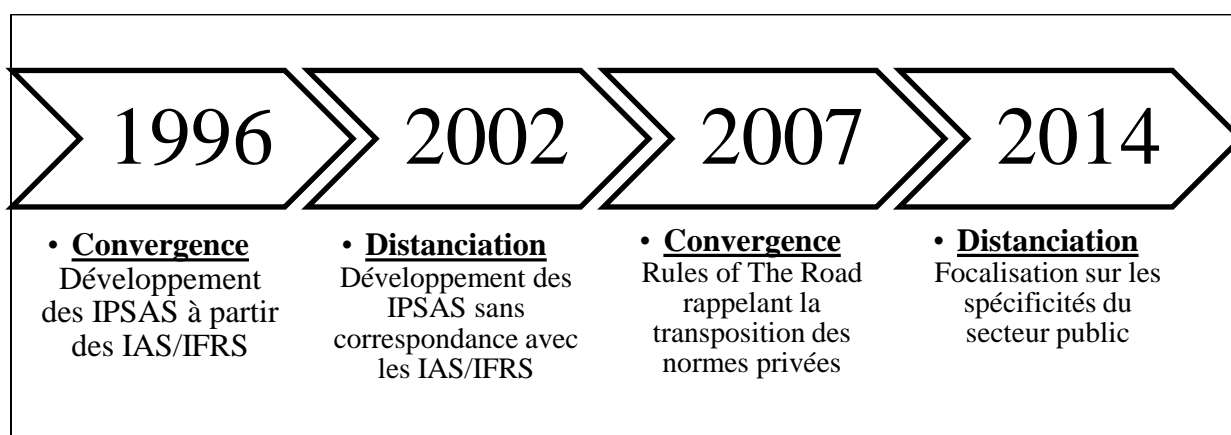 1996
2002
2007
2014
• Convergence
Développement
des IPSAS à partir
des IAS/IFRS
• Distanciation
Développement des
IPSAS sans
correspondance avec
les IAS/IFRS
• Convergence
Rules of The Road
rappelant la
transposition des
normes privées
• Distanciation
Focalisation sur les
spécificités du
secteur public